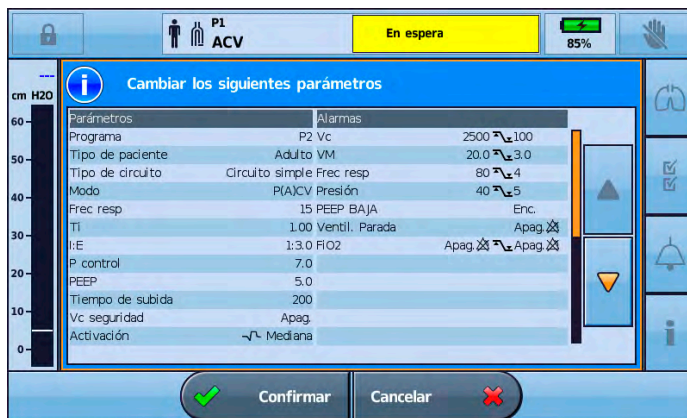 P1
ACV
En espera
85%
---
cm H2O
60
50
40
30
20
10
0
Cambiar los siguientes parámetros
Parámetros Alarmas
Programa P2 Vc 2500 100
Tipo de paciente Adulto VM 20.0 3.0
Tipo de circuito Circuito simple Frec resp 80 4
Modo P(A)CV Presión 40 5
Frec resp 15 PEEP BAJA Enc.
Ti 1.00 Ventil. Parada Apag.
I:E 1:3.0 FiO2 Apag. Apag.
P control 7.0
PEEP 5.0
Tiempo de subida 200
Vc seguridad Apag.
Activación Mediana
Confirmar Cancelar